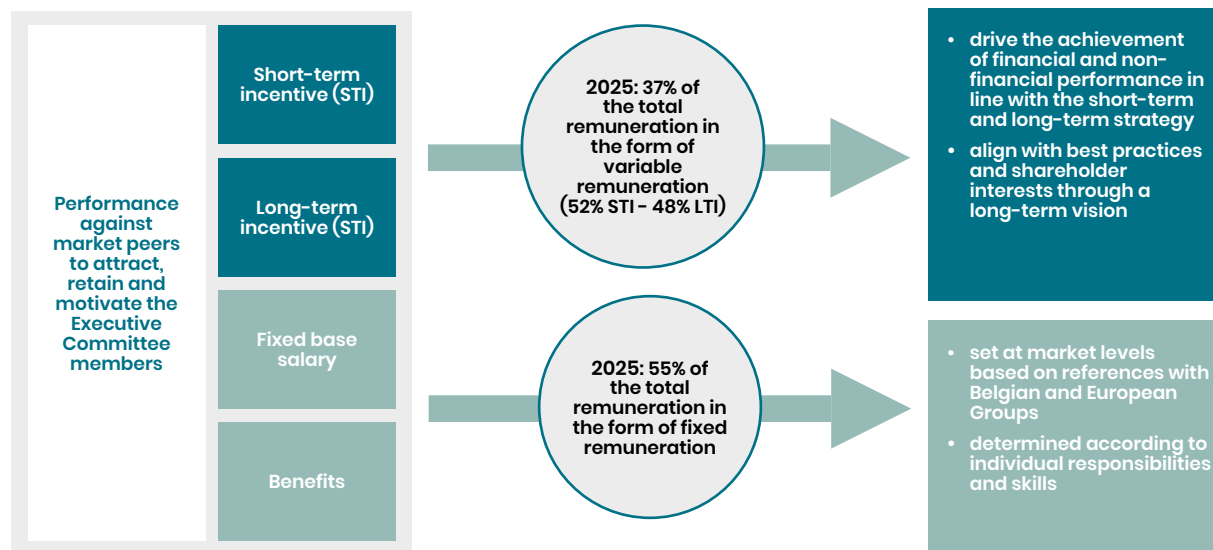 Performance
against
market peers
to attract,
retain and
motivate the
Executive
Committee
members
Short-term
incentive (STI)
Long-term
incentive (STI)
Fixed base
salary
Benefits
2025: 37% of
the total
remuneration in
the form of
variable
remuneration
(52% STI - 48% LTI)
2025: 55% of
the total
remuneration in
the form of fixed
remuneration
• drive the achievement
of financial and non-
financial performance in
line with the short-term
and long-term strategy
• align with best practices
and shareholder
interests through a
long-term vision
• set at market levels
based on references with
Belgian and European
Groups
• determined according to
individual responsibilities
and skills